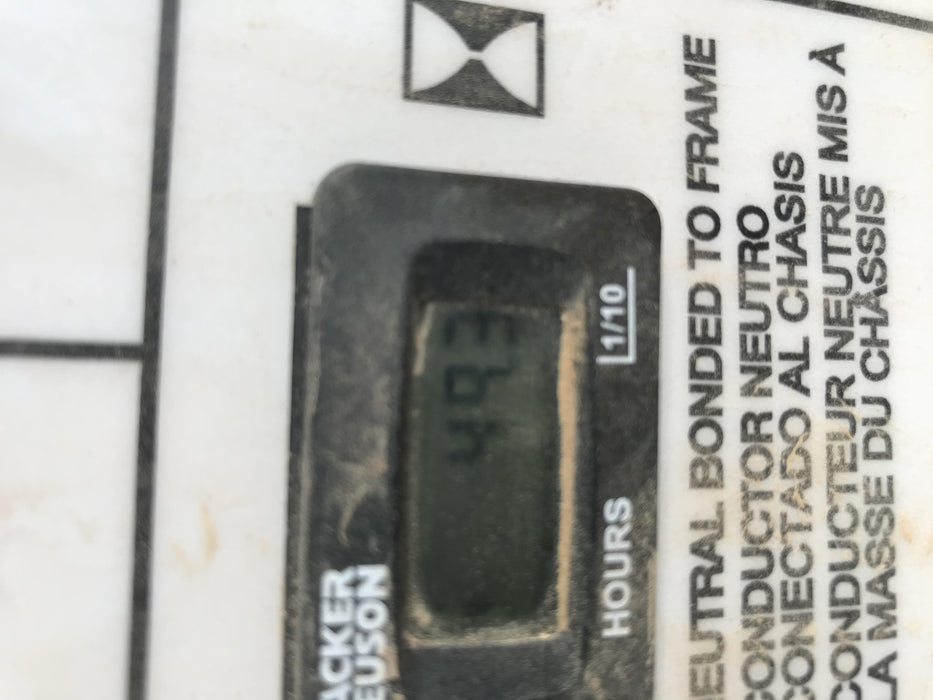 ACKER
EUSON
HOURS 1/10
NEUTRAL BONDED TO FRAME
CONDUCTOR NEUTRO
CONECTADO AL CHASIS
CONDUCTEUR NEUTRE MIS À
LA MASSE DU CHÂSSIS